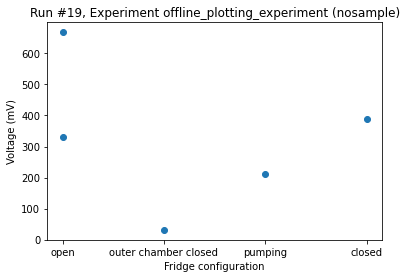 Run #19, Experiment offline_plotting_experiment (nosample)
600
500
400
300
200
100
0
Voltage (mV)
open
outer chamber closed
pumping
closed
Fridge configuration